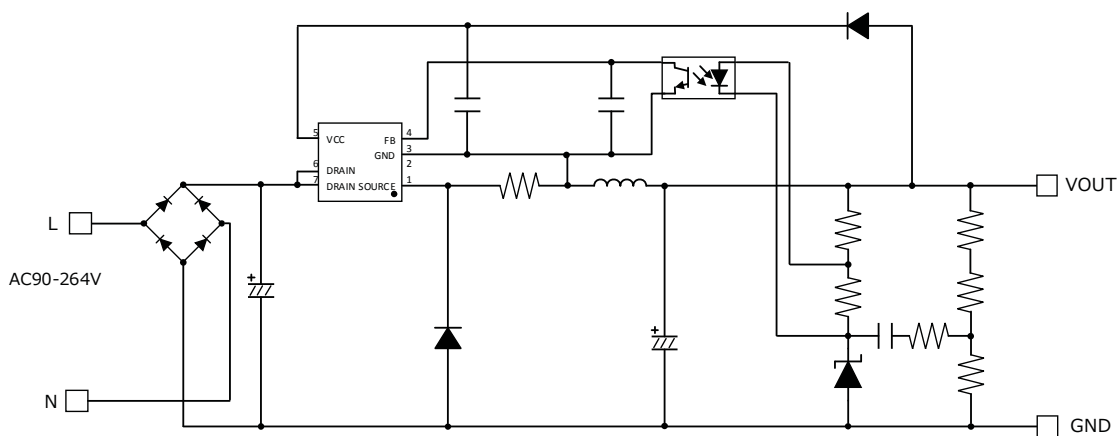 5 VCC FB 4
GND 3
6 DRAIN 2
7 DRAIN SOURCE 1
L
VOUT
AC90-264V
+
+
N
GND